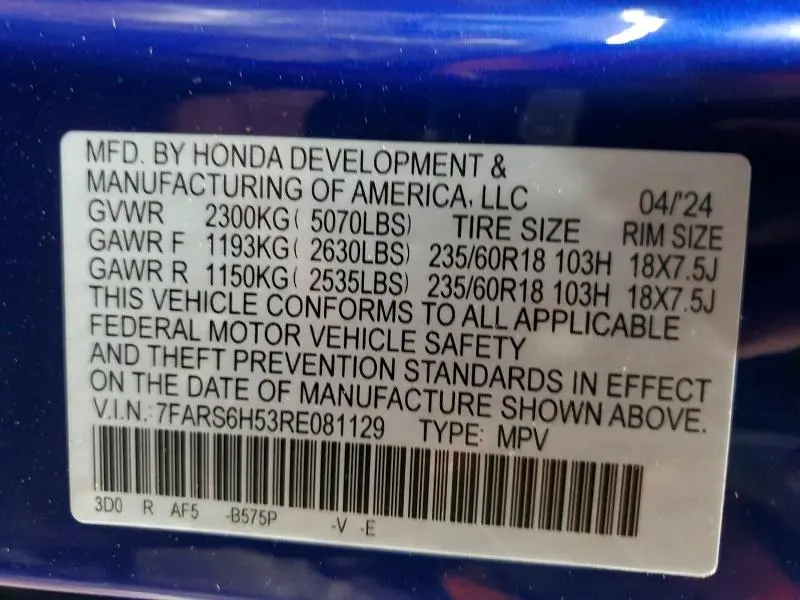 MFD. BY HONDA DEVELOPMENT &
MANUFACTURING OF AMERICA, LLC 04/'24
GVWR 2300KG( 5070LBS) TIRE SIZE RIM SIZE
GAWR F 1193KG( 2630LBS) 235/60R18 103H 18X7.5J
GAWR R 1150KG( 2535LBS) 235/60R18 103H 18X7.5J
THIS VEHICLE CONFORMS TO ALL APPLICABLE
FEDERAL MOTOR VEHICLE SAFETY
AND THEFT PREVENTION STANDARDS IN EFFECT
ON THE DATE OF MANUFACTURE SHOWN ABOVE.
V.I.N.: 7FARS6H53RE081129 TYPE: MPV
3D0 R AF5 -B575P -V -E